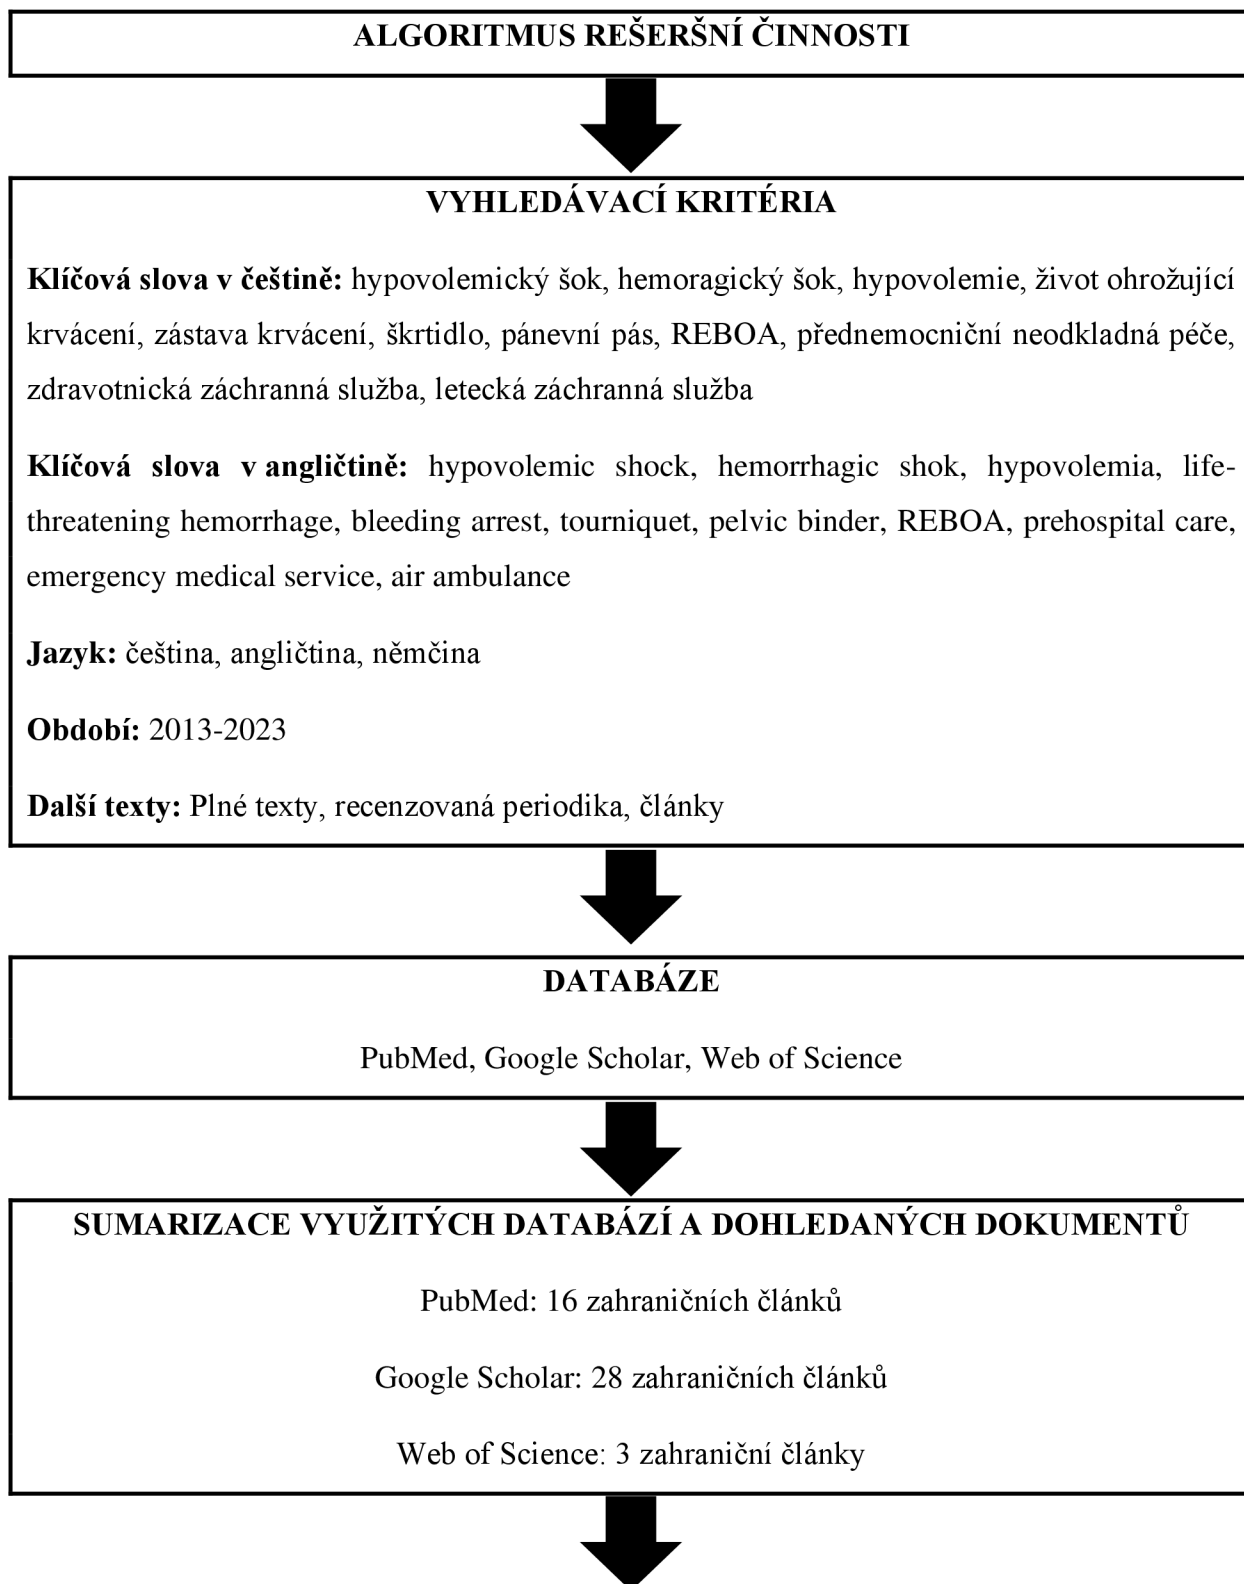 ALGORITMUS REŠERŠNÍ ČINNOSTI
VYHLEDÁVACÍ KRITÉRIA
Klíčová slova v češtině: hypovolemický šok, hemoragický šok, hypovolemie, život ohrožující
krvácení, zástava krvácení, škrtidlo, pánevní pás, REBOA, přednemocniční neodkladná péče,
zdravotnická záchranná služba, letecká záchranná služba
Klíčová slova v angličtině: hypovolemic shock, hemorrhagic shok, hypovolemia, life-
threatening hemorrhage, bleeding arrest, tourniquet, pelvic binder, REBOA, prehospital care,
emergency medical service, air ambulance
Jazyk: čeština, angličtina, němčina
Období: 2013-2023
Další texty: Plné texty, recenzovaná periodika, články
DATABÁZE
PubMed, Google Scholar, Web of Science
SUMARIZACE VYUŽITÝCH DATABÁZÍ A DOHLEDANÝCH DOKUMENTŮ
PubMed: 16 zahraničních článků
Google Scholar: 28 zahraničních článků
Web of Science: 3 zahraniční články